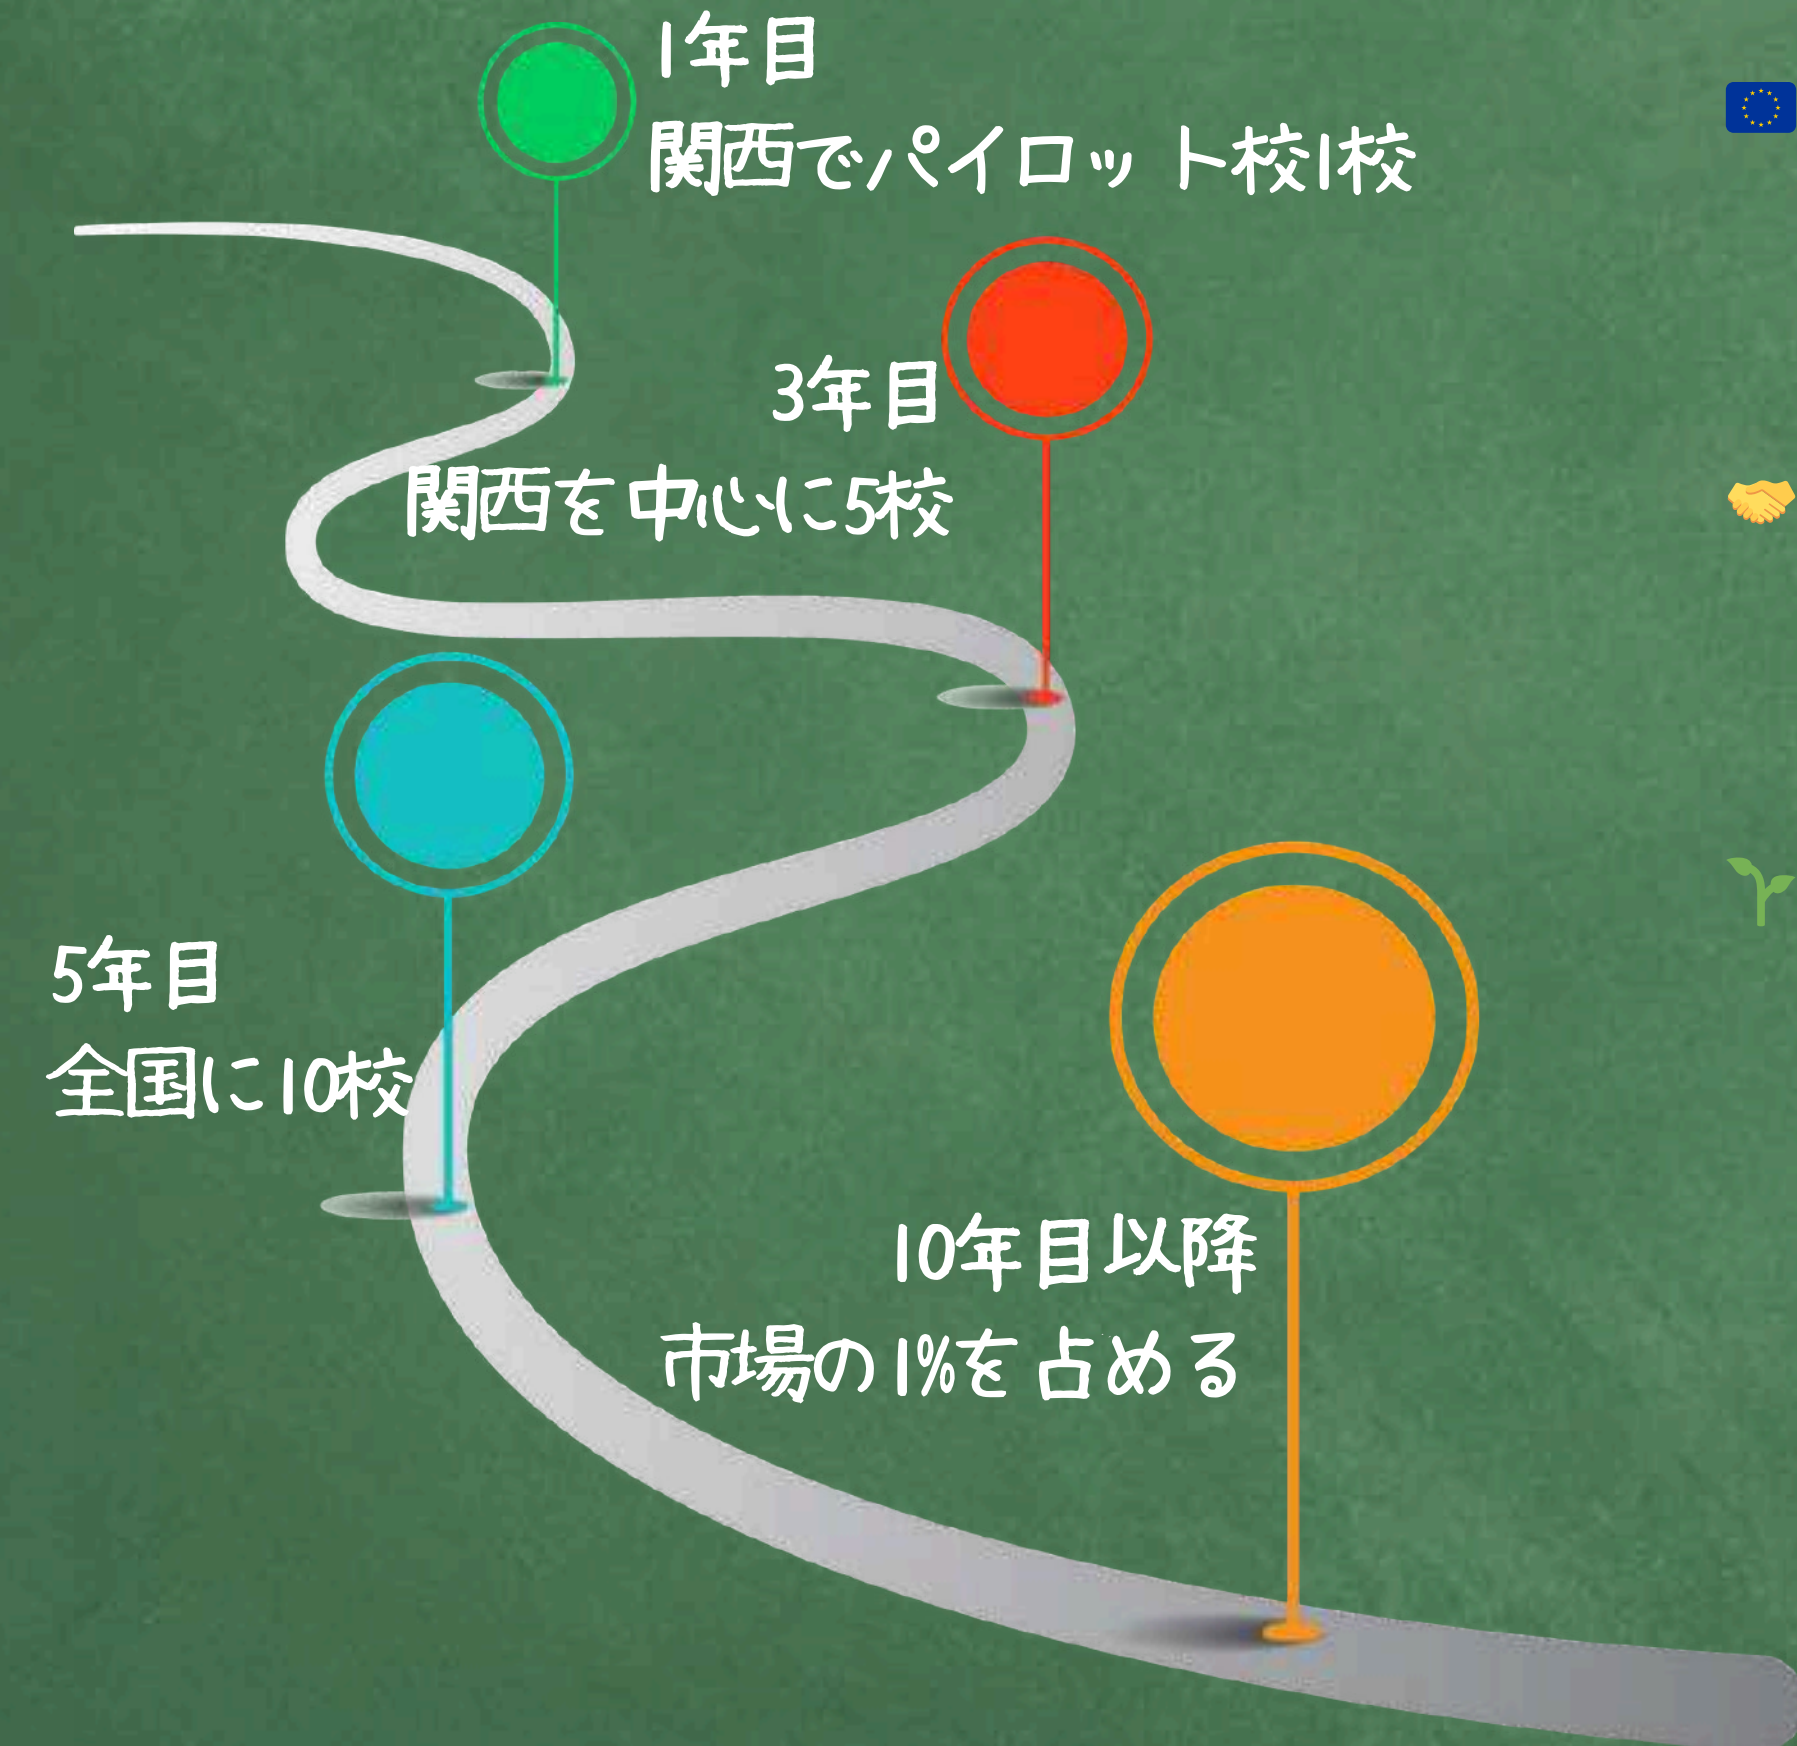 1年目
関西でパイロット校1校
3年目
関西を中心に5校
5年目
全国に10校
10年目以降
市場の1%を占める